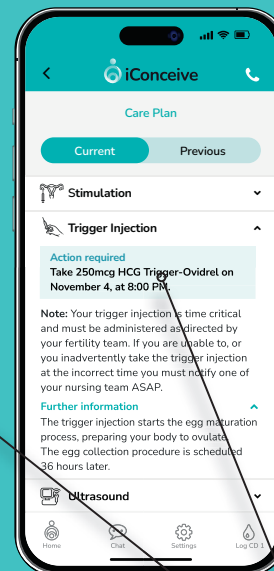 iConceive
Care Plan
Current Previous
Stimulation
Trigger Injection
Action required
Take 250mcg HCG Trigger-Ovidrel on
November 4, at 8:00 PM.
Note: Your trigger injection is time critical
and must be administered as directed by
your fertility team. If you are unable to, or
you inadvertently take the trigger injection
at the incorrect time you must notify one of
your nursing team ASAP.
Further information
The trigger injection starts the egg maturation
process, preparing your body to ovulate.
The egg collection procedure is scheduled
36 hours later.
Ultrasound
Home Chat Settings Log CD 1